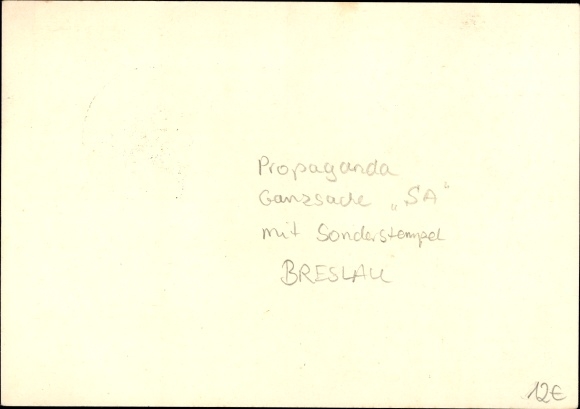 Propaganda
Ganzsache „SA“
mit Sonderstempel
BRESLAU
12€